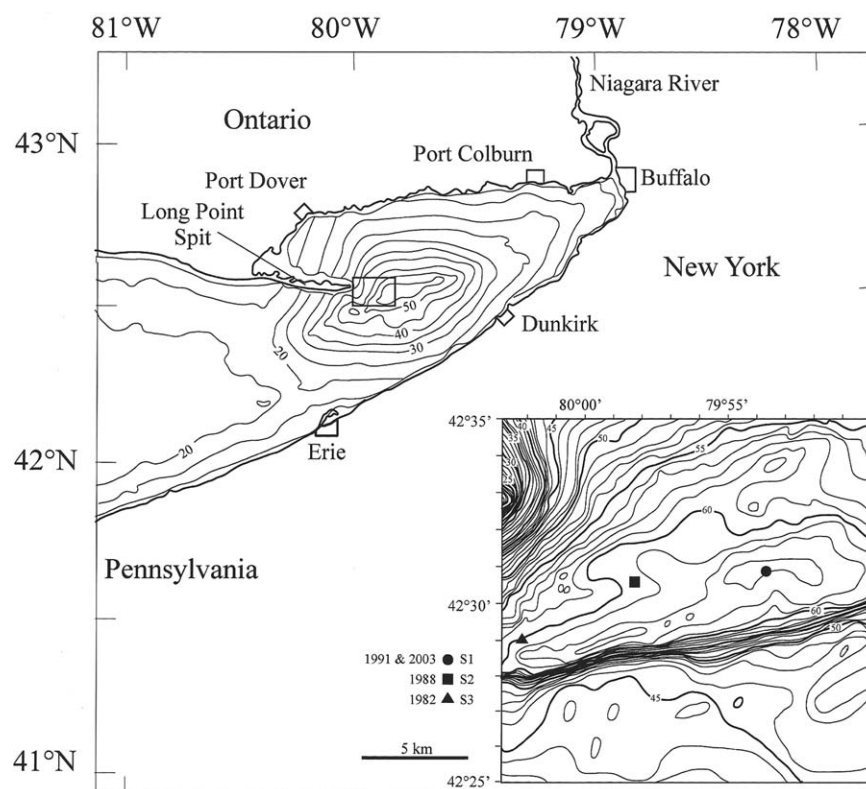 81°W 80°W 79°W 78°W
Niagara River
Ontario
43°N
Port Colburn
Port Dover
Buffalo
Long Point
Spit
New York
50
40
30
20
Dunkirk
20
42°N
Erie
80°00' 79°55'
42°35'
40 45
35
30
25
50
55
60
Pennsylvania
42°30'
60
50
1991 & 2003 S1
1988 S2
1982 S3
45
5 km
41°N
42°25'